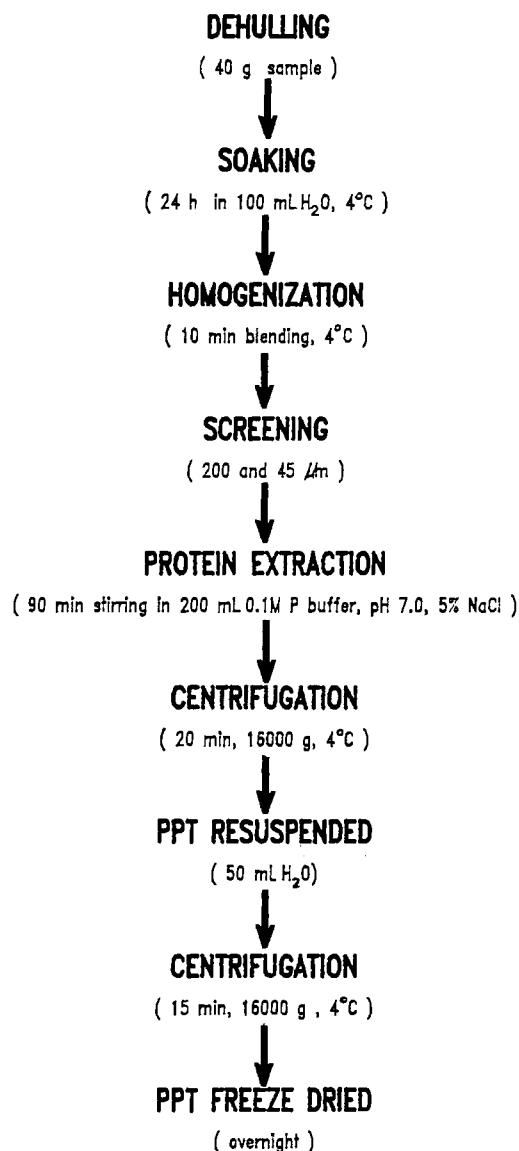 DEHULLING
( 40 g sample )
SOAKING
( 24 h in 100 mL H₂O, 4°C )
HOMOGENIZATION
( 10 min blending, 4°C )
SCREENING
( 200 and 45 μm )
PROTEIN EXTRACTION
( 90 min stirring in 200 mL 0.1M P buffer, pH 7.0, 5% NaCl )
CENTRIFUGATION
( 20 min, 16000 g, 4°C )
PPT RESUSPENDED
( 50 mL H₂O)
CENTRIFUGATION
( 15 min, 16000 g , 4°C )
PPT FREEZE DRIED
( overnight )